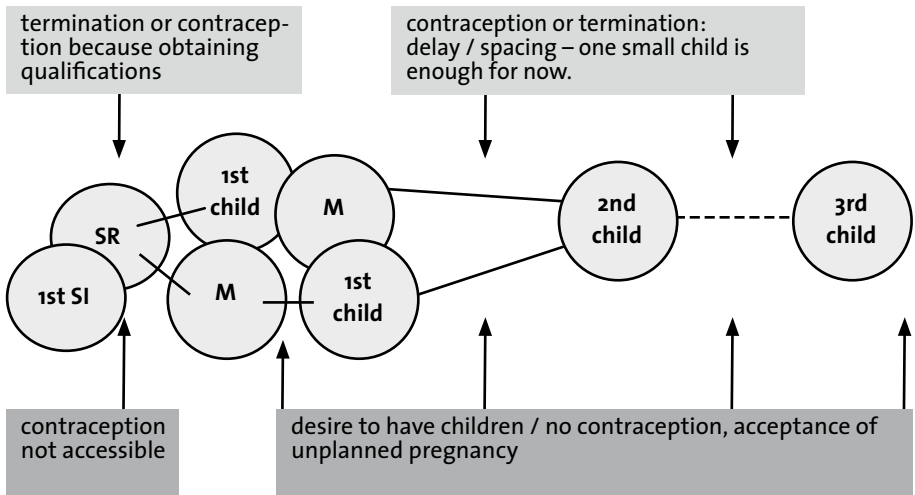 termination or contracep-
tion because obtaining
qualifications
contraception or termination:
delay / spacing – one small child is
enough for now.
1st
child
M
SR
2nd
child
3rd
child
1st SI
M
1st
child
contraception
not accessible
desire to have children / no contraception, acceptance of
unplanned pregnancy